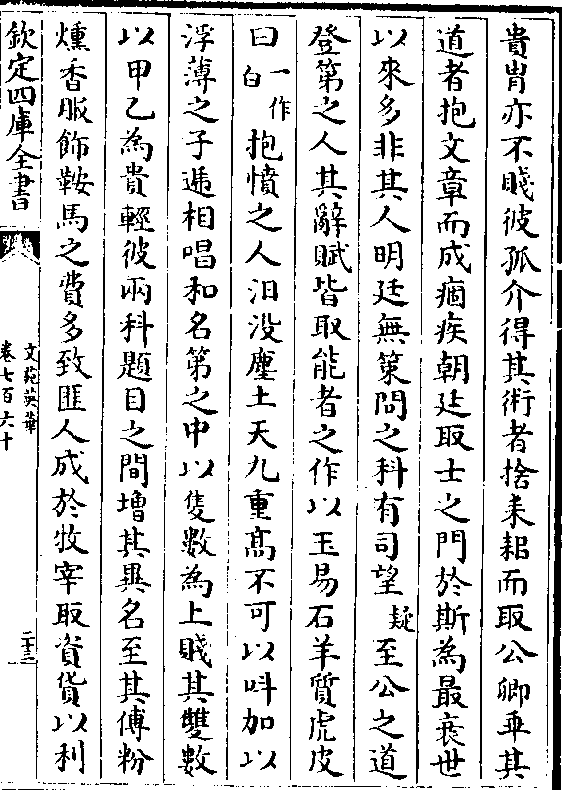 貴胄亦不賤彼孤介得其術者捨耒耜而取公卿乖其
道者抱文章而成痼疾朝廷取士之門於斯為最衰世
以來多非其人明廷無策問之科有司望疑至公之道
登第之人其辭賦皆取能者之作以玉易石羊質虎皮
曰一作白抱憤之人汨没塵土天九重髙不可以呌加以
浮薄之子遞相唱和名第之中以隻數為上賤其雙數
以甲乙為貴輕彼兩科題目之間增其異名至其傅粉
燻香服飾鞍馬之費多致匪人成於牧宰取資貨以利
欽定四庫全書
文苑英華
卷七百六十
二十三